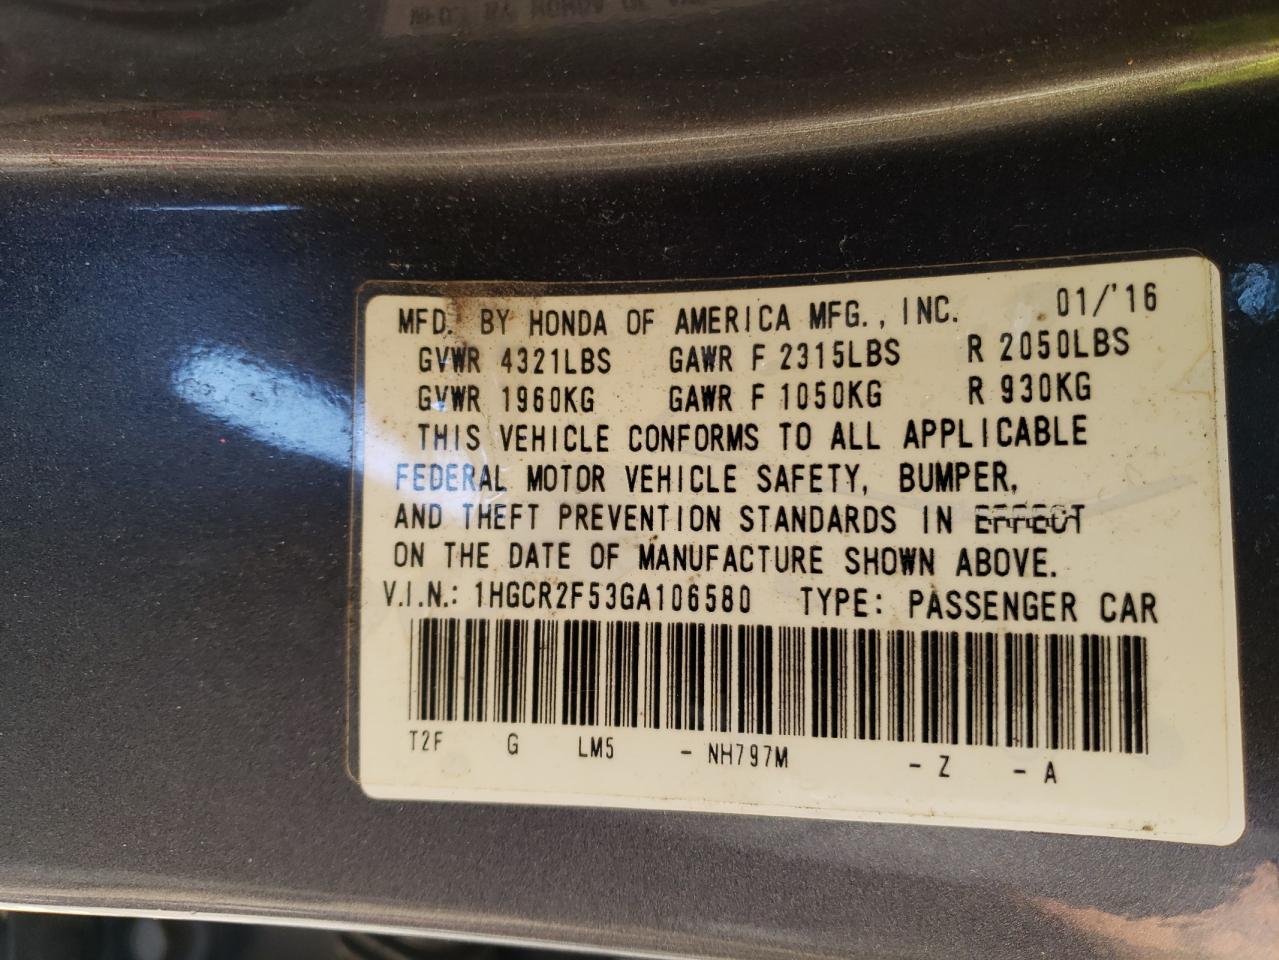 MFD. BY HONDA OF AMERICA MFG., INC. 01/'16
GVWR 4321LBS GAWR F 2315LBS R 2050LBS
GVWR 1960KG GAWR F 1050KG R 930KG
THIS VEHICLE CONFORMS TO ALL APPLICABLE
FEDERAL MOTOR VEHICLE SAFETY, BUMPER,
AND THEFT PREVENTION STANDARDS IN EFFECT
ON THE DATE OF MANUFACTURE SHOWN ABOVE.
V.I.N.: 1HGCR2F53GA106580 TYPE: PASSENGER CAR
T2F G LM5 - NH797M - Z - A